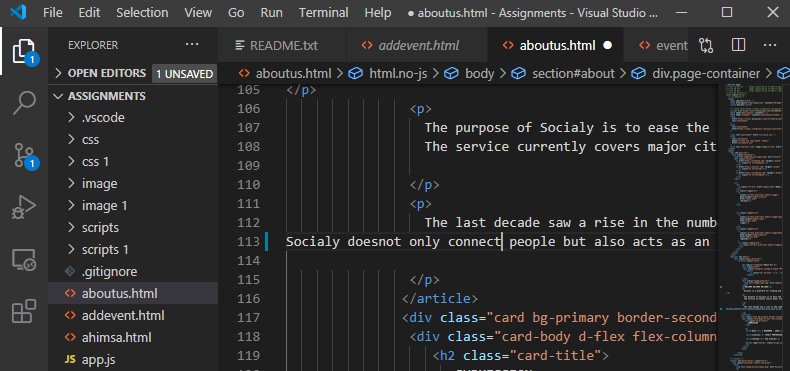 File Edit Selection View Go Run Terminal Help ● aboutus.html - Assignments - Visual Studio ...
EXPLORER ...
README.txt
addevent.html
aboutus.html ●
event
OPEN EDITORS 1 UNSAVED
aboutus.html > html.no-js > body > section#about > div.page-container >
ASSIGNMENTS
.vscode
css
css 1
image
image 1
scripts
scripts 1
.gitignore
aboutus.html
addevent.html
ahimsa.html
JS app.js
1
1
105 </p>
106 <p>
107 The purpose of Socialy is to ease the
108 The service currently covers major cit
109
110 </p>
111 <p>
112 The last decade saw a rise in the numb
113 Socialy doesnot only connect people but also acts as an
114
115 </p>
116 </article>
117 <div class="card bg-primary border-second
118 <div class="card-body d-flex flex-column
119 <h2 class="card-title">